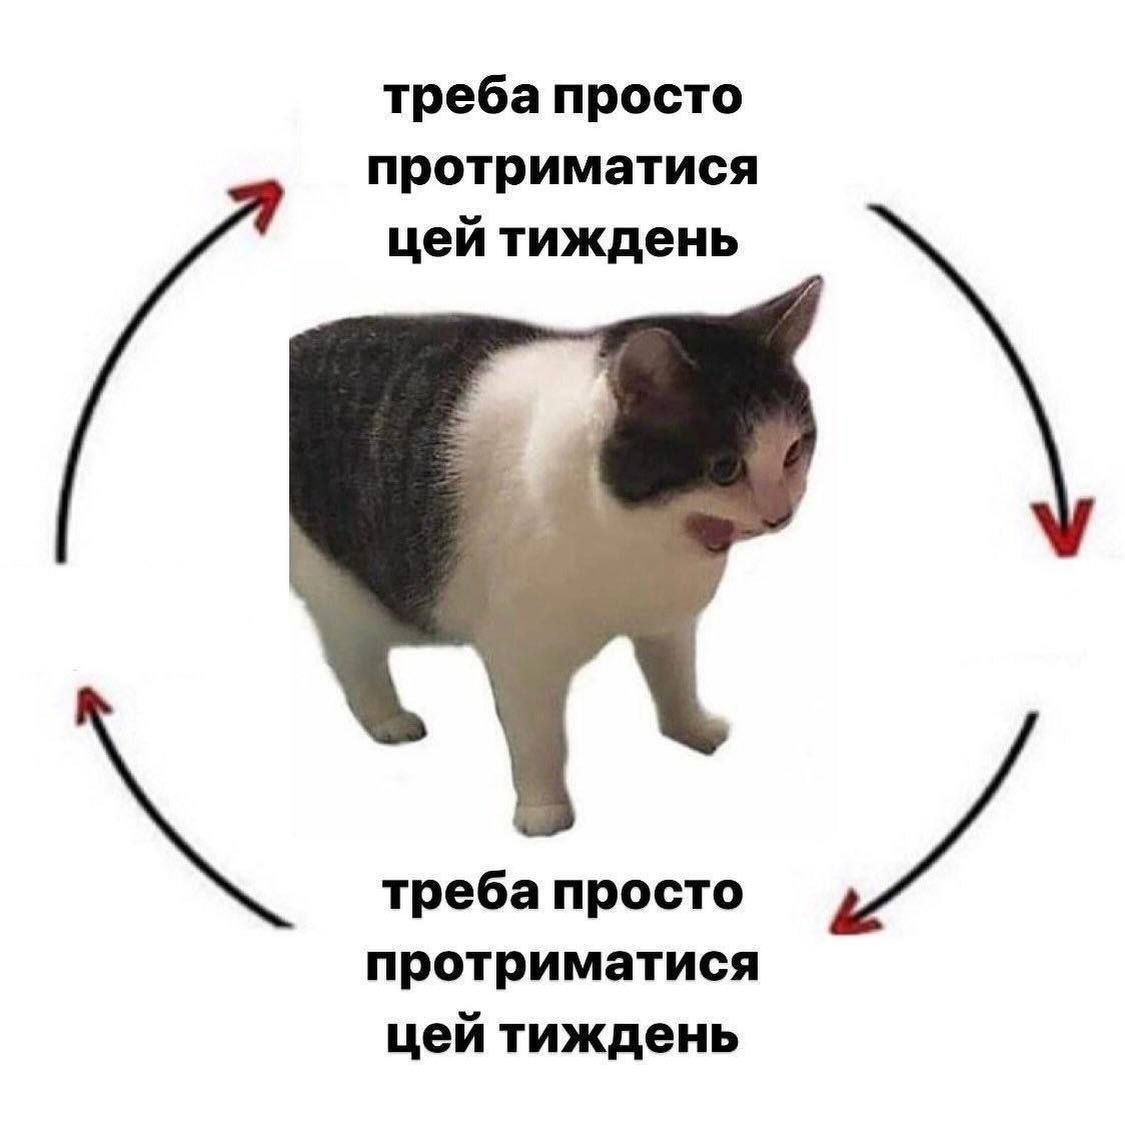 треба просто
протриматися
цей тиждень
треба просто
протриматися
цей тиждень